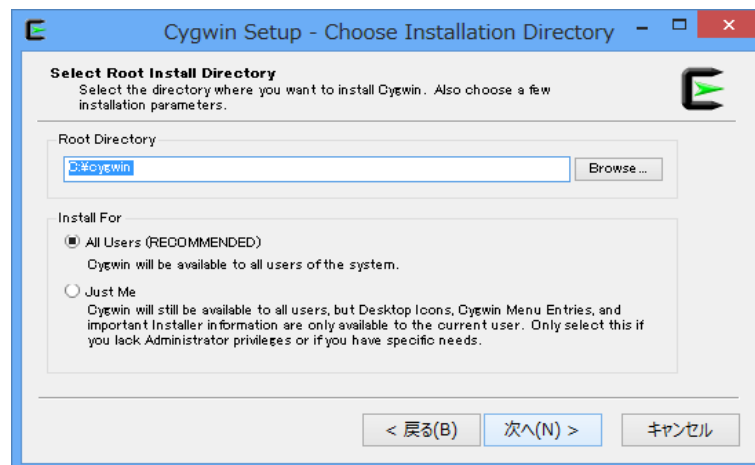 Cygwin Setup - Choose Installation Directory
Select Root Install Directory
Select the directory where you want to install Cygwin. Also choose a few
installation parameters.
Root Directory
C:¥cygwin
Browse...
Install For
All Users (RECOMMENDED)
Cygwin will be available to all users of the system.
Just Me
Cygwin will still be available to all users, but Desktop Icons, Cygwin Menu Entries, and
important Installer information are only available to the current user. Only select this if
you lack Administrator privileges or if you have specific needs.
< 戻る(B)
次へ(N) >
キャンセル